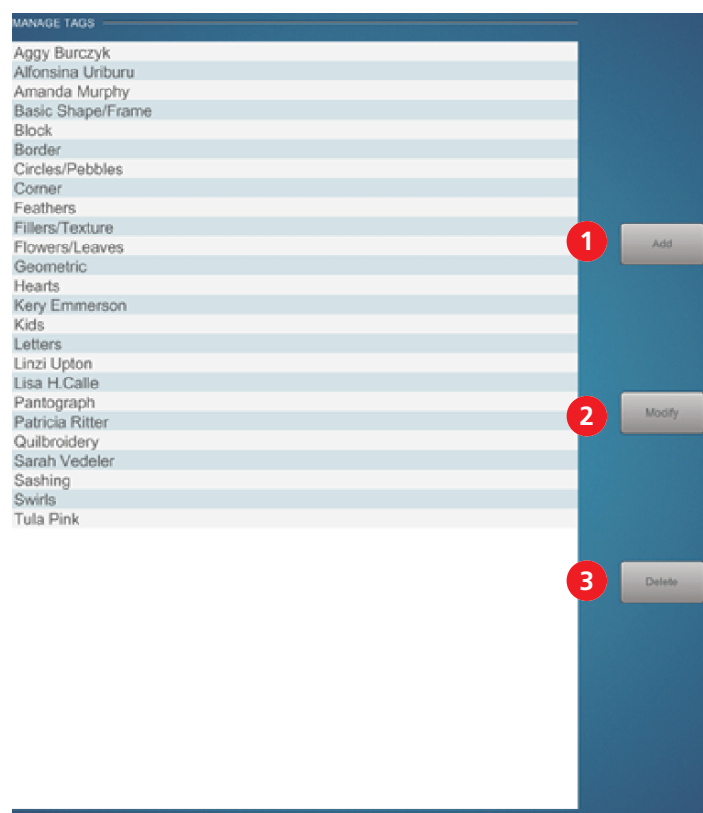 MANAGE TAGS
Aggy Burczyk
Alfonsina Uriburu
Amanda Murphy
Basic Shape/Frame
Block
Border
Circles/Pebbles
Corner
Feathers
Fillers/Texture
Flowers/Leaves
Geometric
Hearts
Kery Emmerson
Kids
Letters
Linzi Upton
Lisa H.Calle
Pantograph
Patricia Ritter
Quilbroidery
Sarah Vedeler
Sashing
Swirls
Tula Pink
1 Add
2 Modify
3 Delete